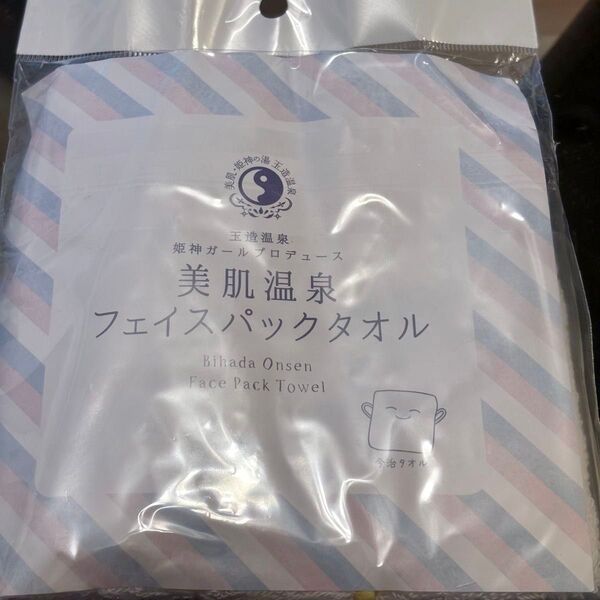 美肌・姫神の湯 玉造温泉
玉造温泉
姫神ガールプロデュース
美肌温泉
フェイスパックタオル
Bihada Onsen
Face Pack Towel
今治タオル